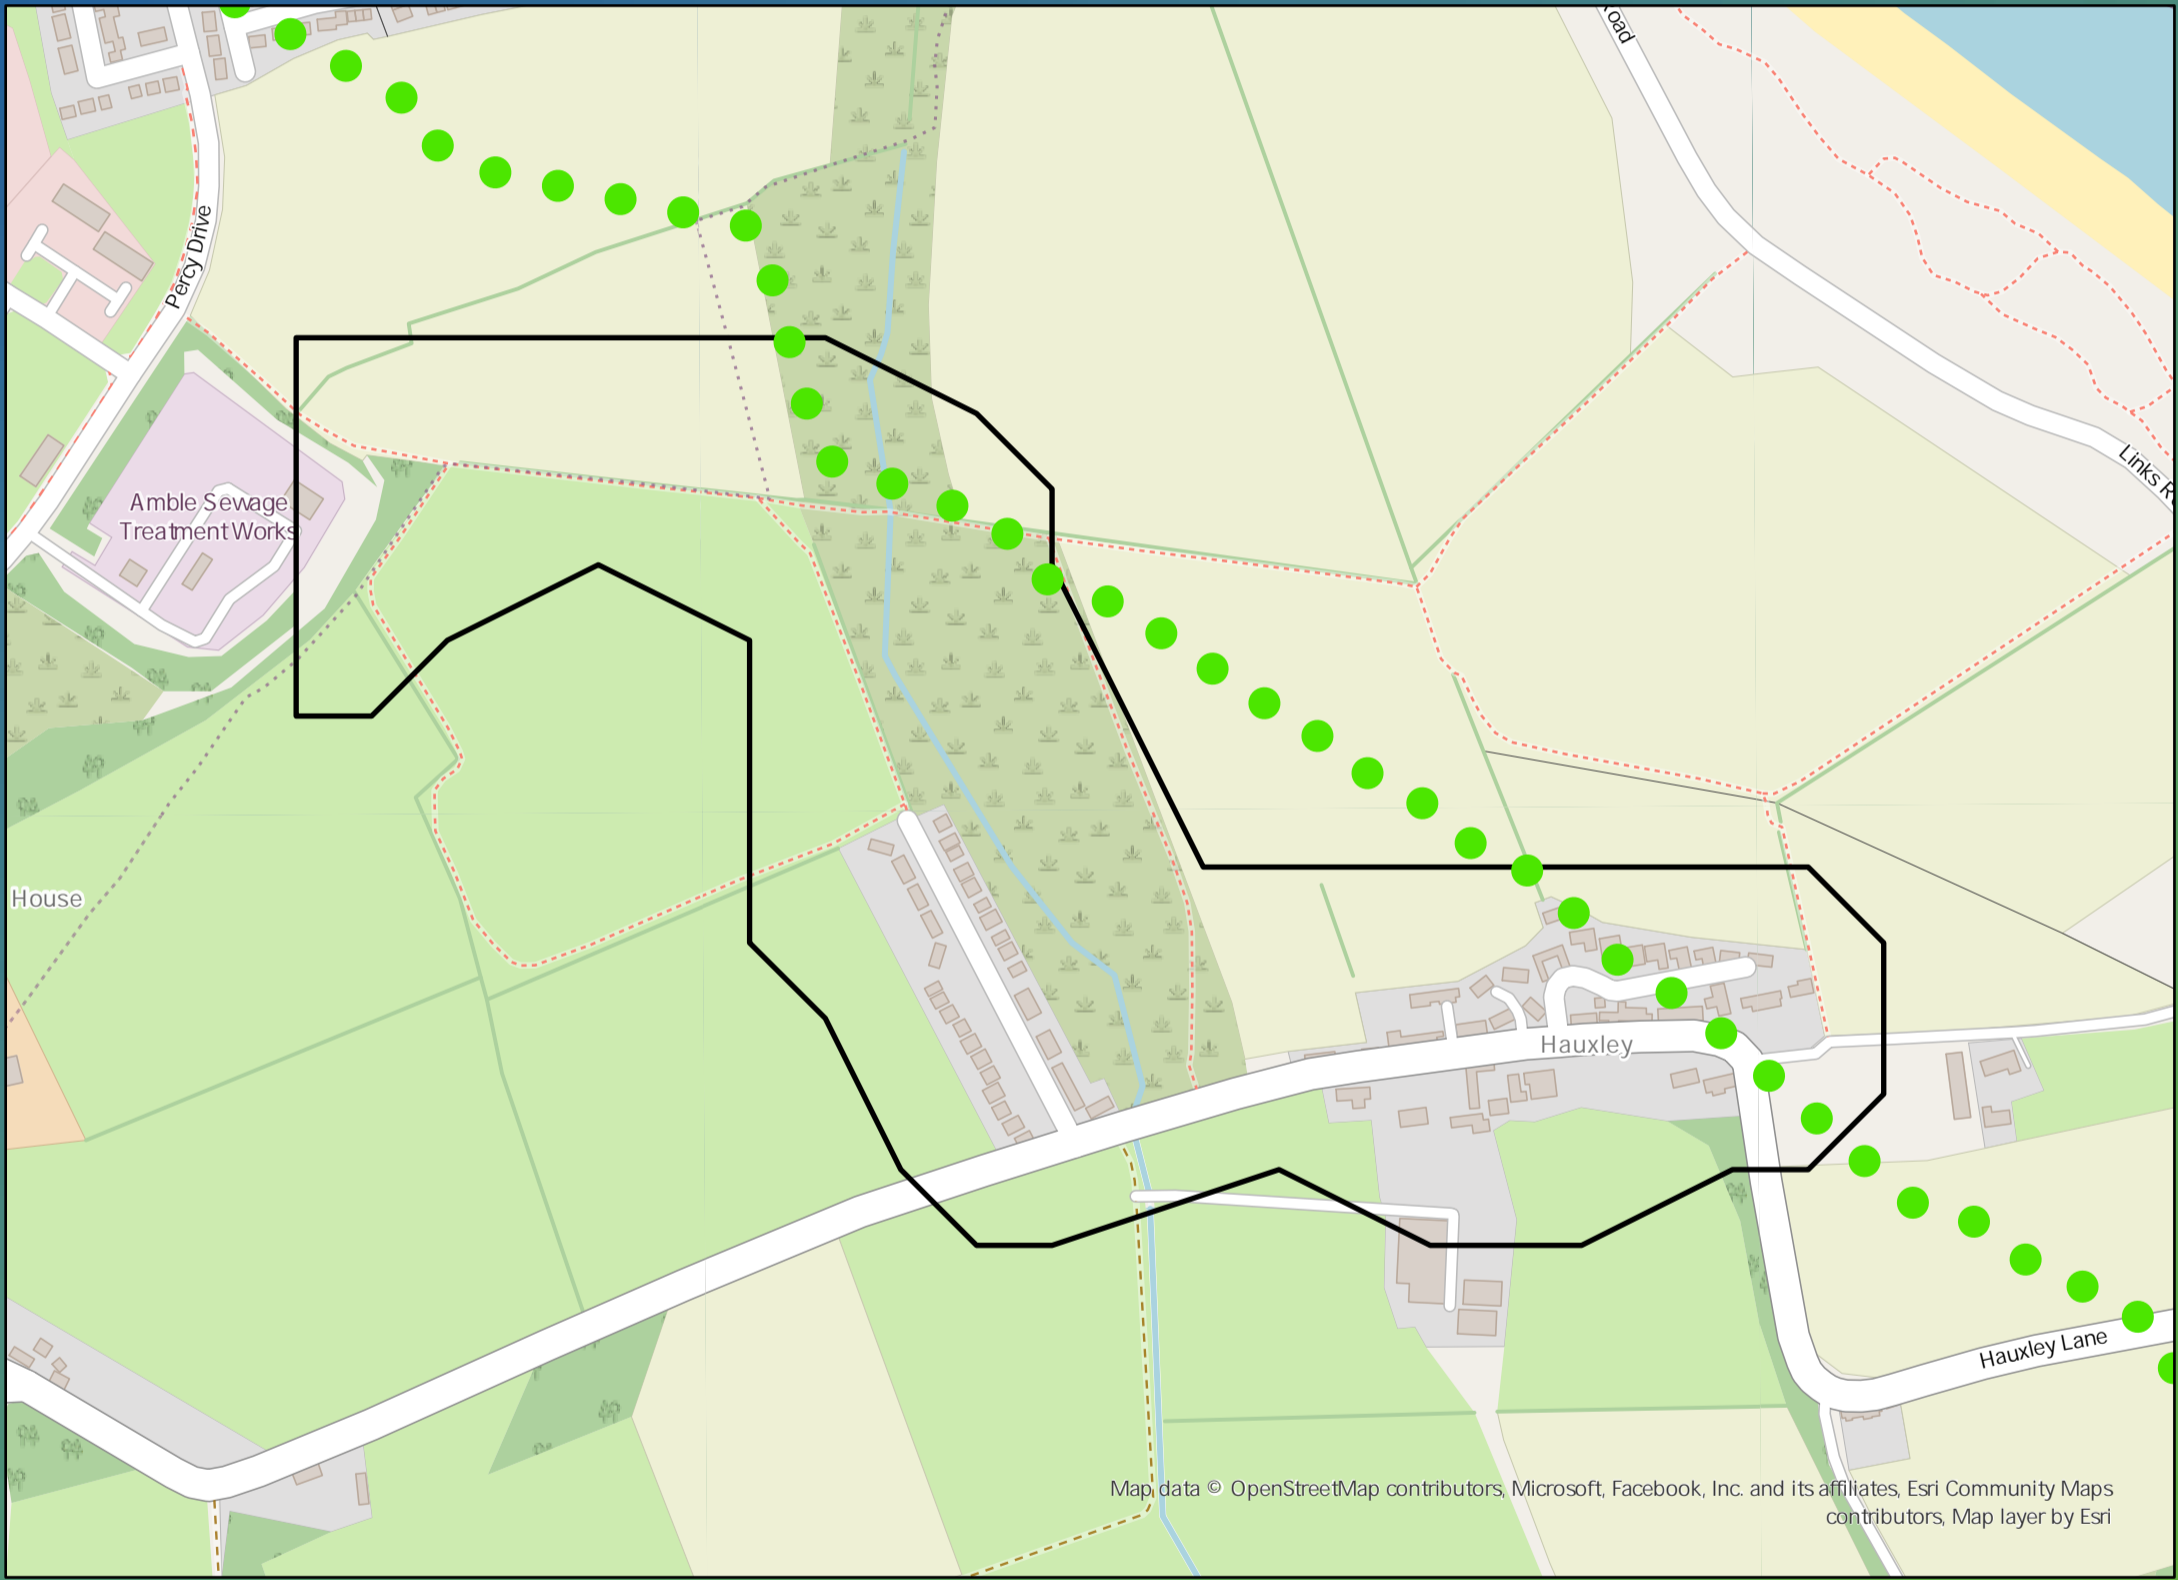 Percy Drive
Amble Sewage
Treatment Works
House
Links
Hauxley
Hauxley Lane
Map data © OpenStreetMap contributors, Microsoft, Facebook, Inc. and its affiliates, Esri Community Maps
contributors, Map layer by Esri